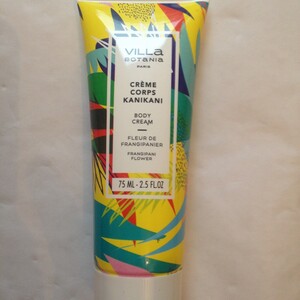 VILLA
BOTANIA
PARIS
CRÈME
CORPS
KANIKANI
BODY
CREAM
FLEUR DE
FRANGIPANIER
FRANGIPANI
FLOWER
75 ML - 2.5 FL.OZ